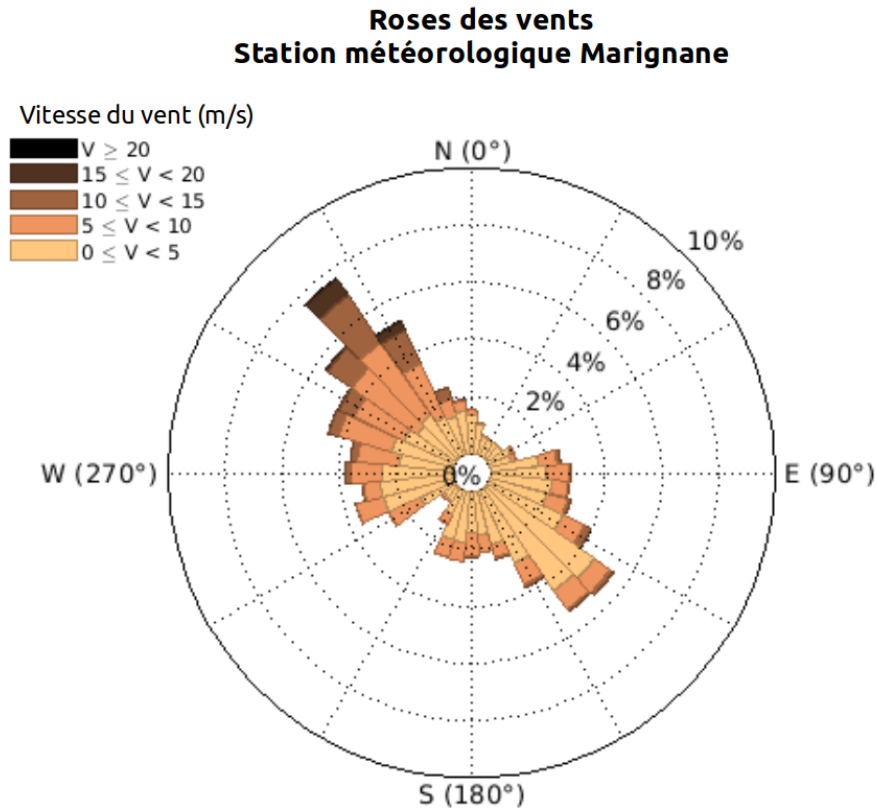 Roses des vents
Station météorologique Marignane
Vitesse du vent (m/s)
V ≥ 20
15 ≤ V < 20
10 ≤ V < 15
5 ≤ V < 10
0 ≤ V < 5
N (0°)
10%
8%
6%
4%
2%
0%
W (270°)
E (90°)
S (180°)